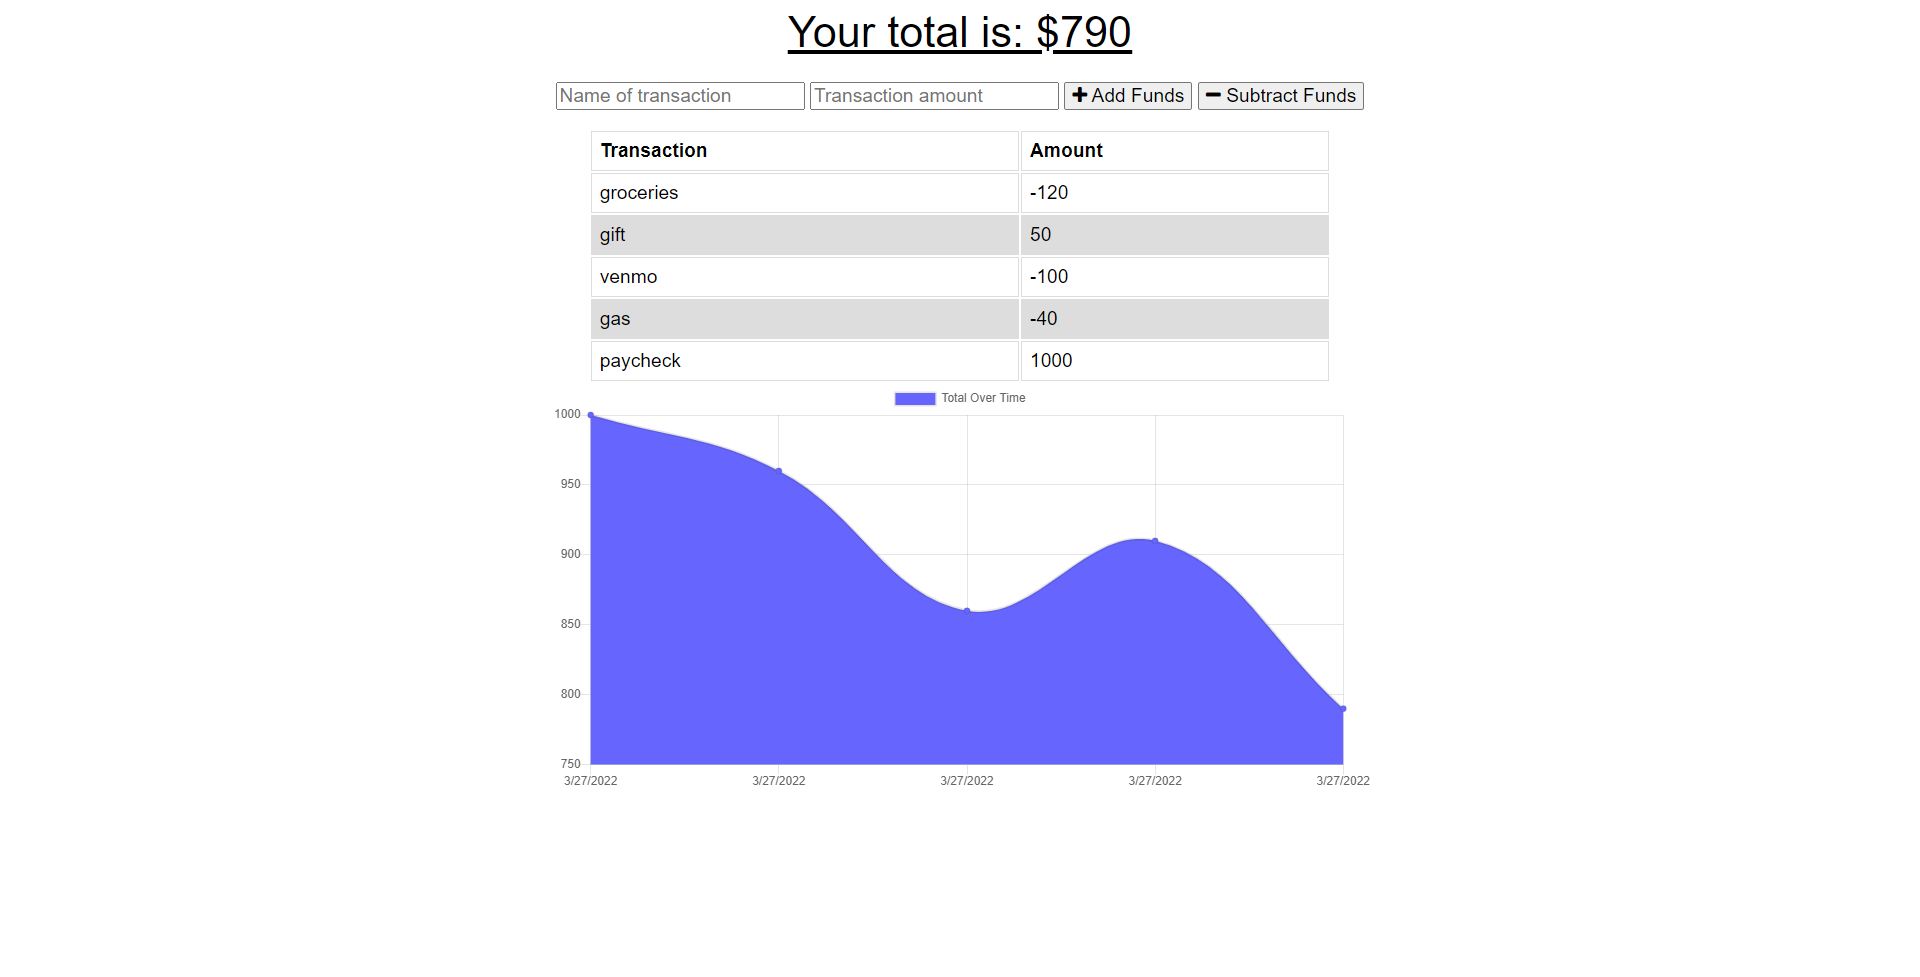 Your total is: $790
Name of transaction Transaction amount Add Funds Subtract Funds
Transaction Amount
groceries -120
gift 50
venmo -100
gas -40
paycheck 1000
Total Over Time
1000
950
900
850
800
750
3/27/2022 3/27/2022 3/27/2022 3/27/2022 3/27/2022